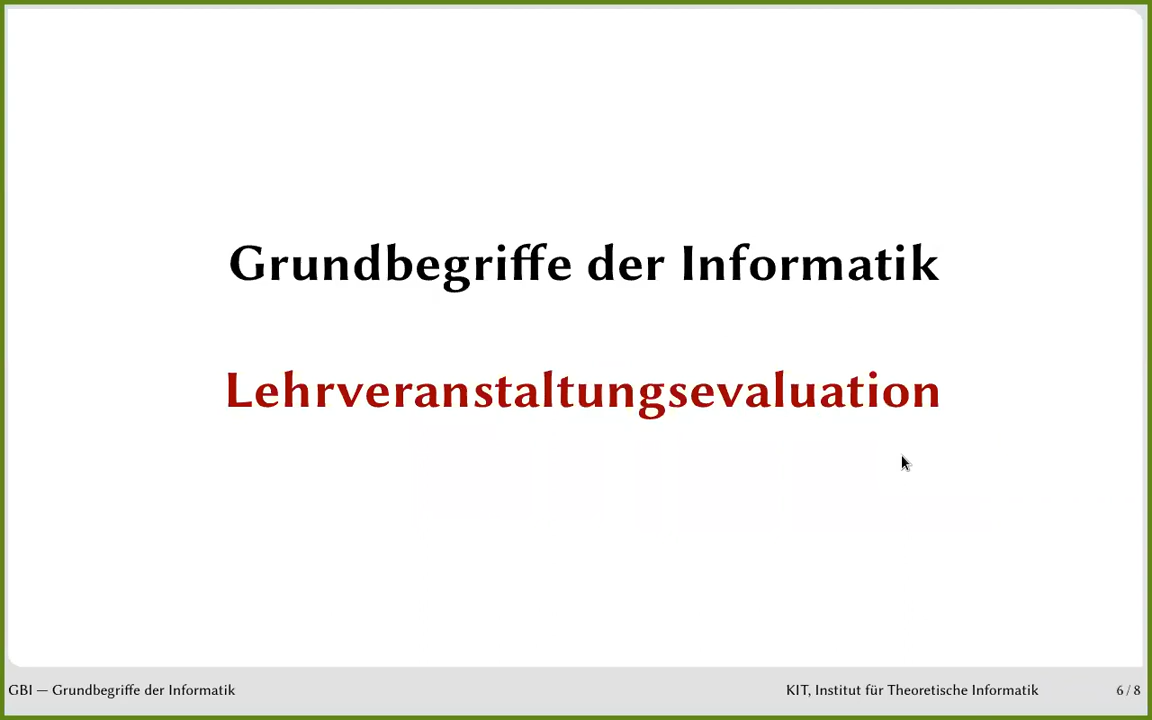 Grundbegriffe der Informatik
Lehrveranstaltungsevaluation
GBI — Grundbegriffe der Informatik
KIT, Institut für Theoretische Informatik
6 / 8